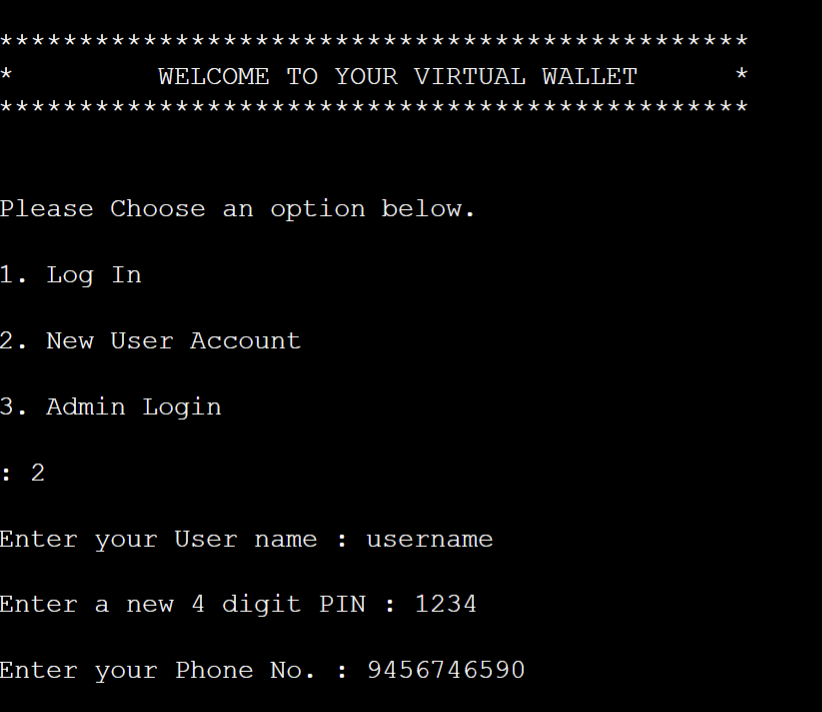 ***********************************************
*         WELCOME TO YOUR VIRTUAL WALLET      *
***********************************************
Please Choose an option below.
1. Log In
2. New User Account
3. Admin Login
: 2
Enter your User name : username
Enter a new 4 digit PIN : 1234
Enter your Phone No. : 9456746590